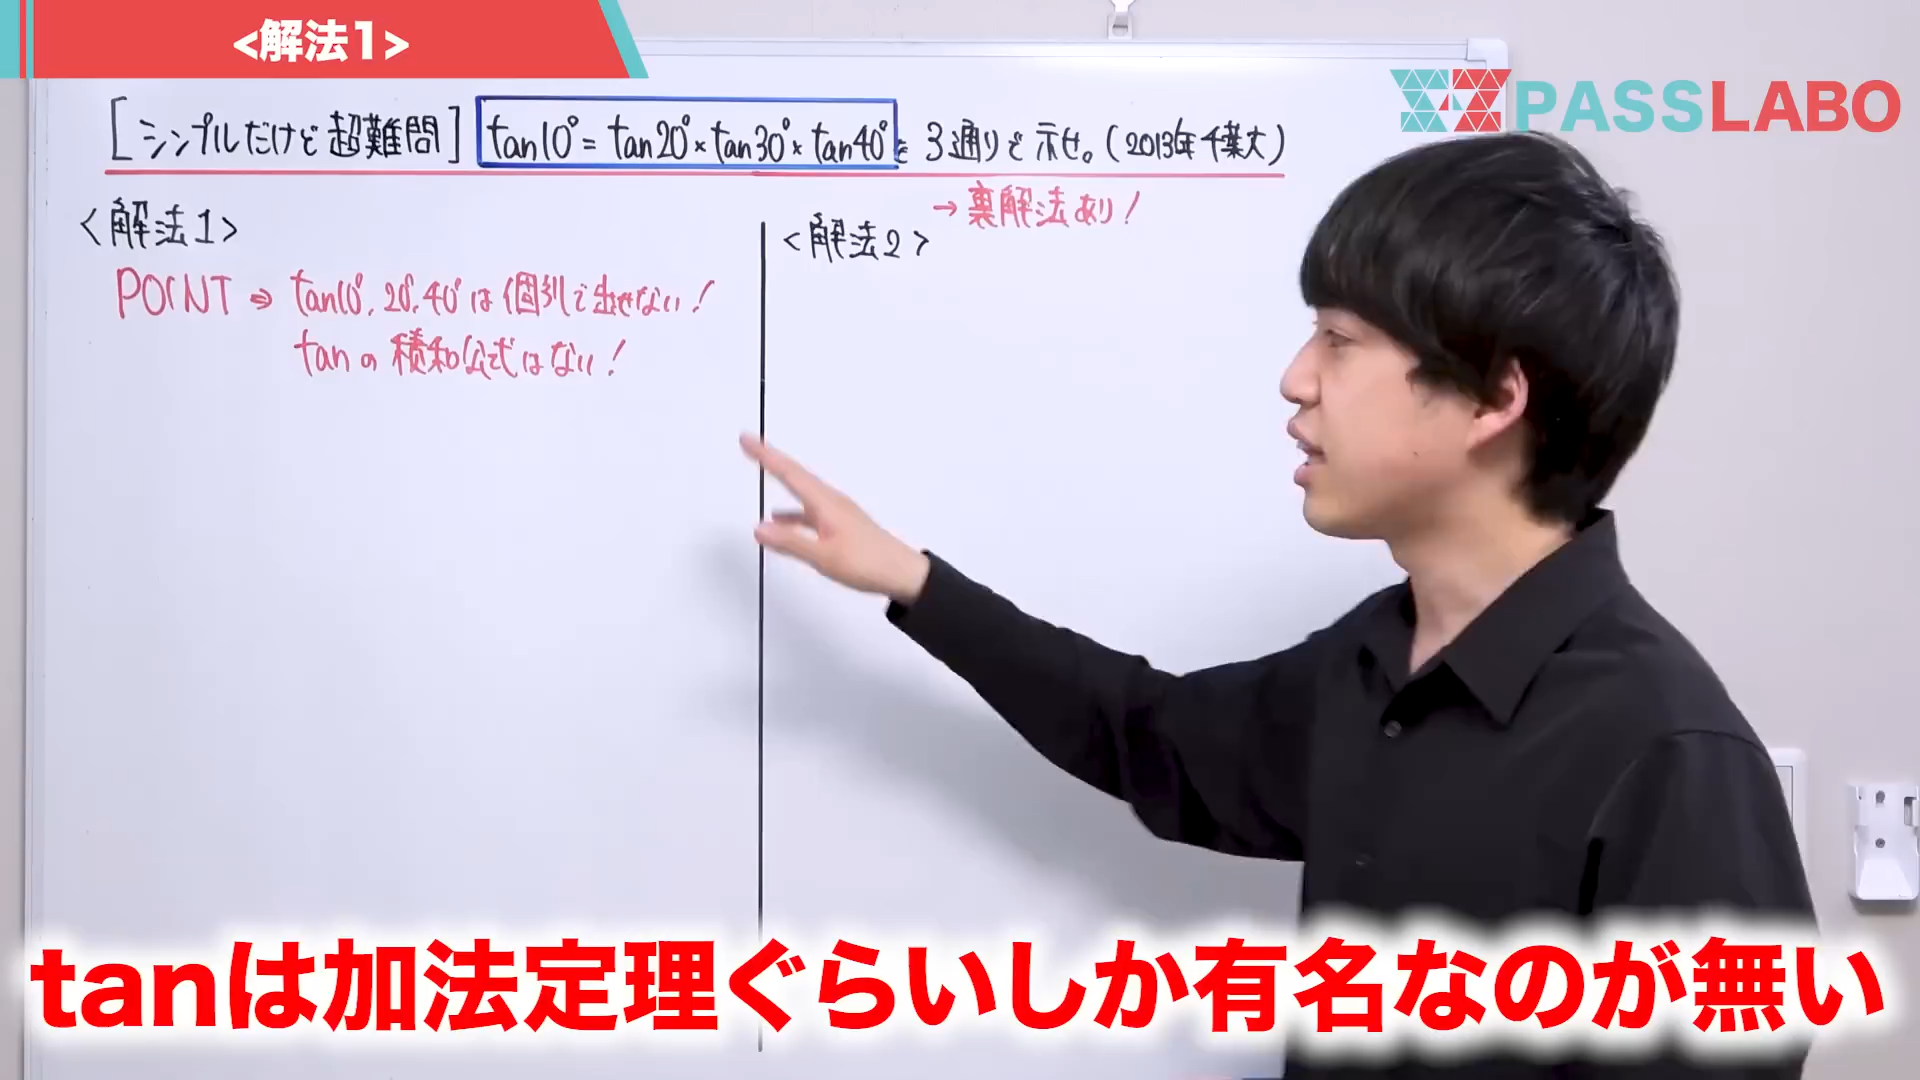 <解法1>
PASSLABO
[シンプルだけど超難問] tan10°= tan20°×tan30°×tan40°を3通りで示せ。(2013年千葉大)
→裏解法あり!
<解法1>
<解法2>
POINT ⇒ tan10°, 20°, 40°は個別で出せない!
tanの積和公式はない!
tanは加法定理ぐらいしか有名なのが無い